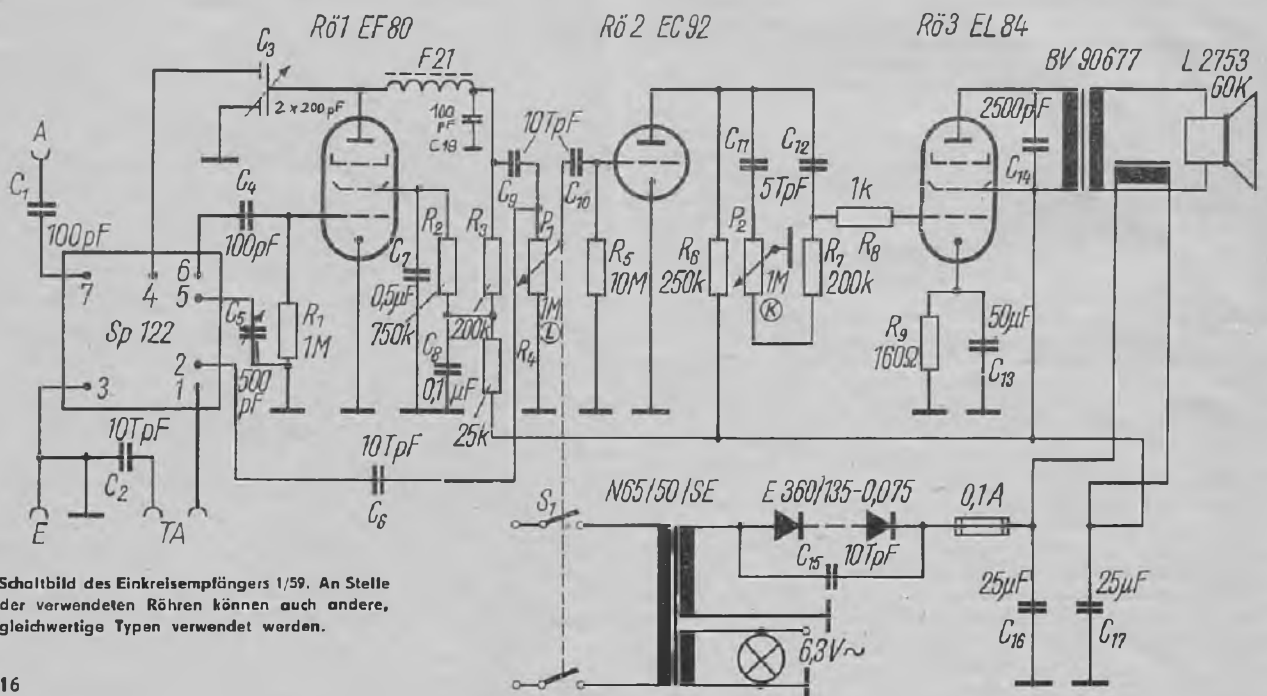 Rö1 EF80
Rö2 EC92
Rö3 EL84
C3
F21
BV 90677
L 2753
60K
2 x 200pF
100
pF
C18
10TpF
2500pF
A
C1
100pF
C4
100pF
C9
C10
C11
C12
5TpF
1k
C14
7
4
6
5
Sp 122
C5
500
pF
R1
1M
2
3
1
C7
0,5µF
R2
750k
R3
200k
P1
1M
L
R5
10M
R6
250k
P2
1M
K
R7
200k
R8
R9
160Ω
50µF
C13
C8
0,1
µF
R4
25k
10TpF
C2
10TpF
C6
E
TA
S1
N65/50/SE
E 360/135-0,075
0,1A
C15
10TpF
6,3V~
25µF
C16
25µF
C17
Schaltbild des Einkreisempfängers 1/59. An Stelle
der verwendeten Röhren können auch andere,
gleichwertige Typen verwendet werden.
16